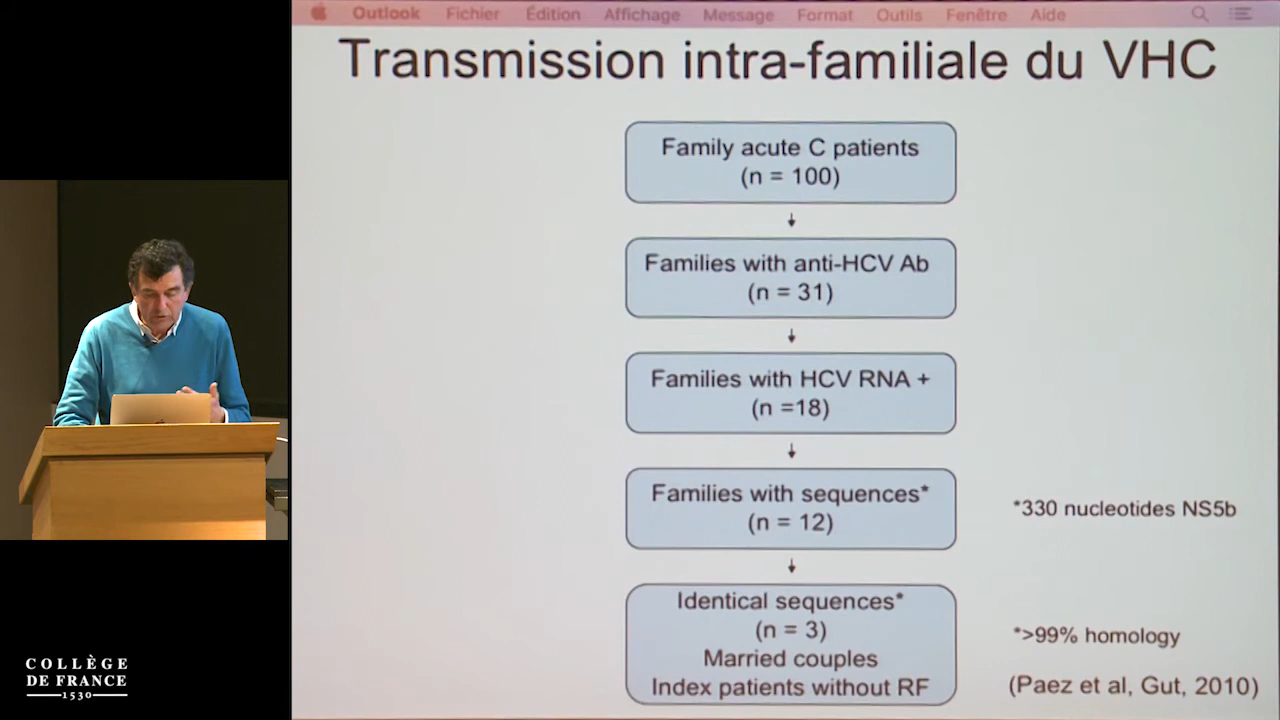 Outlook Fichier Édition Affichage Message Format Outils Fenêtre Aide
Transmission intra-familiale du VHC
Family acute C patients
(n = 100)
Families with anti-HCV Ab
(n = 31)
Families with HCV RNA +
(n =18)
Families with sequences*
(n = 12)
*330 nucleotides NS5b
Identical sequences*
(n = 3)
Married couples
Index patients without RF
*>99% homology
(Paez et al, Gut, 2010)
COLLÈGE
DE FRANCE
1530